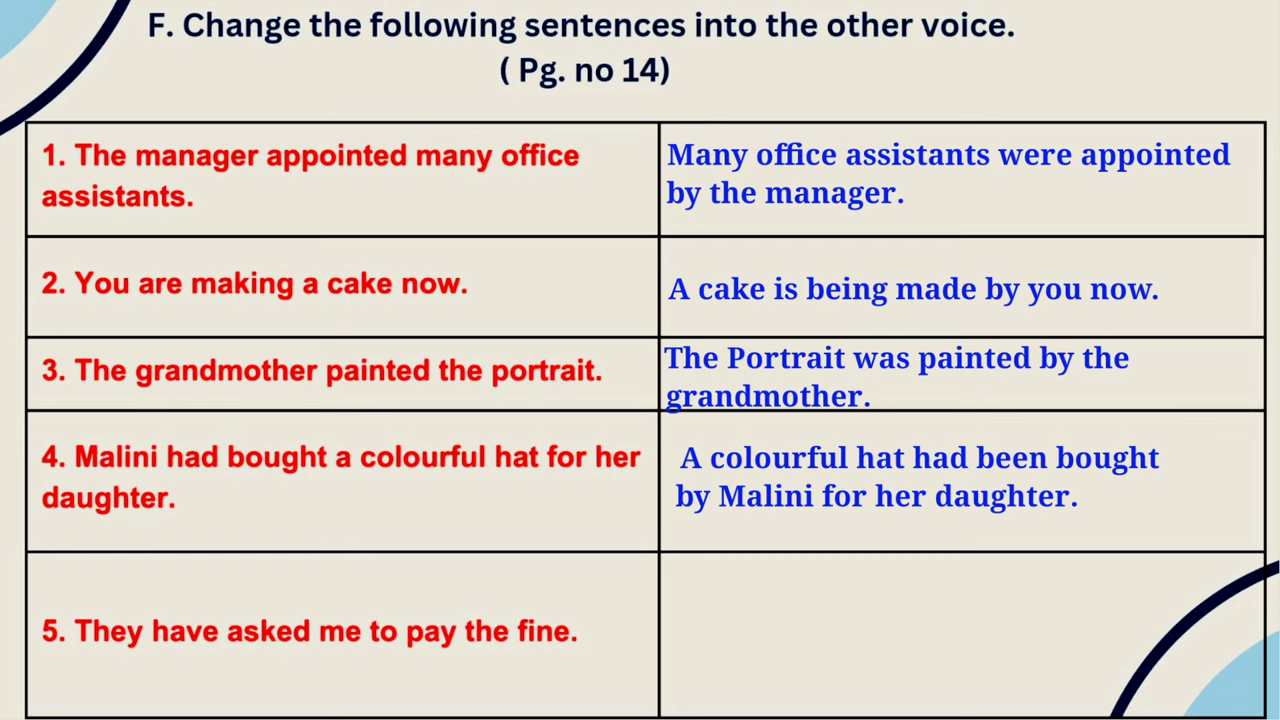 F. Change the following sentences into the other voice.
( Pg. no 14)
1. The manager appointed many office
assistants.
Many office assistants were appointed
by the manager.
2. You are making a cake now.
A cake is being made by you now.
3. The grandmother painted the portrait.
The Portrait was painted by the
grandmother.
4. Malini had bought a colourful hat for her
daughter.
A colourful hat had been bought
by Malini for her daughter.
5. They have asked me to pay the fine.